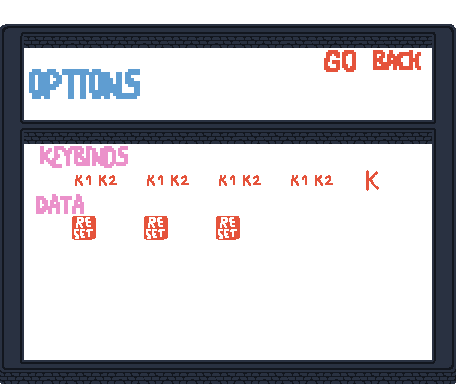 GO BACK
OPTIONS
KEYBINDS
K1 K2 K1 K2 K1 K2 K1 K2 K
DATA
RE SET RE SET RE SET